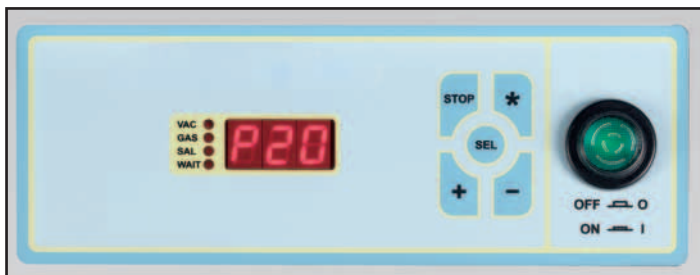 VAC
GAS
SAL
WAIT
P20
STOP *
SEL
+ -
OFF O
ON I